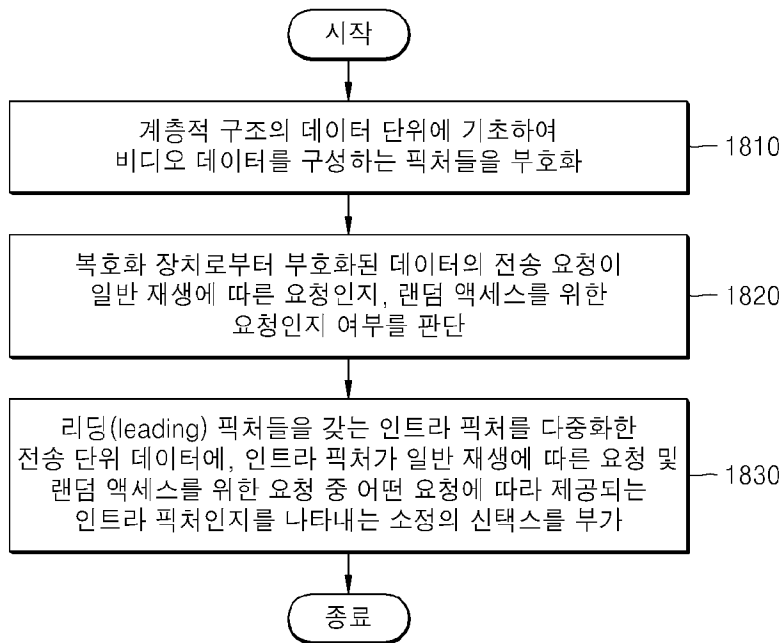 시작
계층적 구조의 데이터 단위에 기초하여
비디오 데이터를 구성하는 픽처들을 부호화
1810
복호화 장치로부터 부호화된 데이터의 전송 요청이
일반 재생에 따른 요청인지, 랜덤 액세스를 위한
요청인지 여부를 판단
1820
리딩(leading) 픽처들을 갖는 인트라 픽처를 다중화한
전송 단위 데이터에, 인트라 픽처가 일반 재생에 따른 요청 및
랜덤 액세스를 위한 요청 중 어떤 요청에 따라 제공되는
인트라 픽처인지를 나타내는 소정의 신택스를 부가
1830
종료